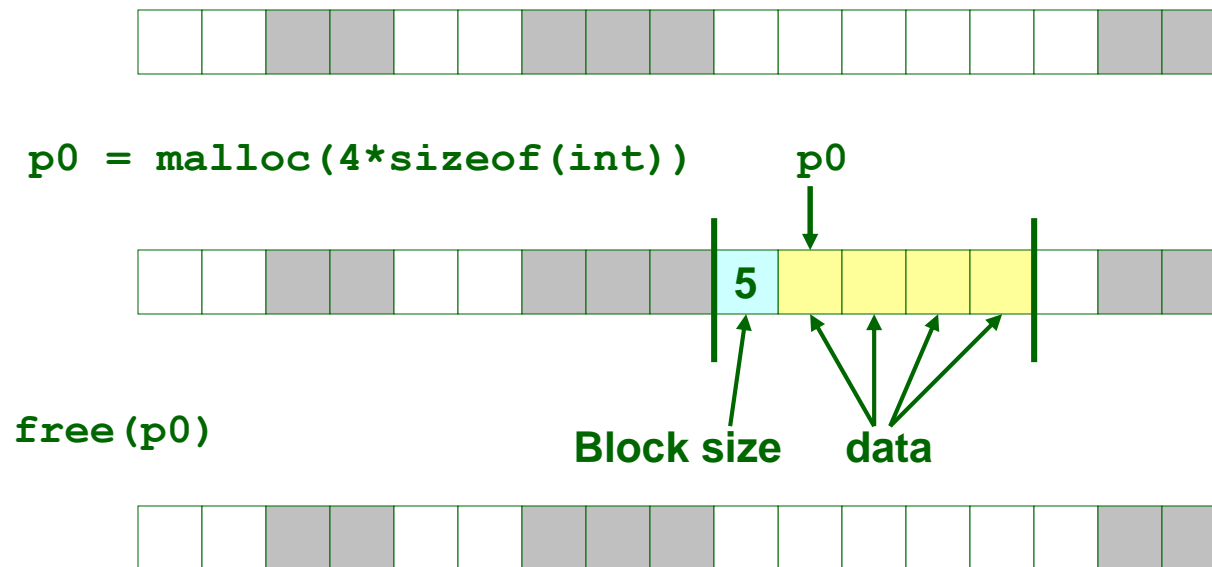 p0 = malloc(4*sizeof(int)) p0
5
free(p0)
Block size data